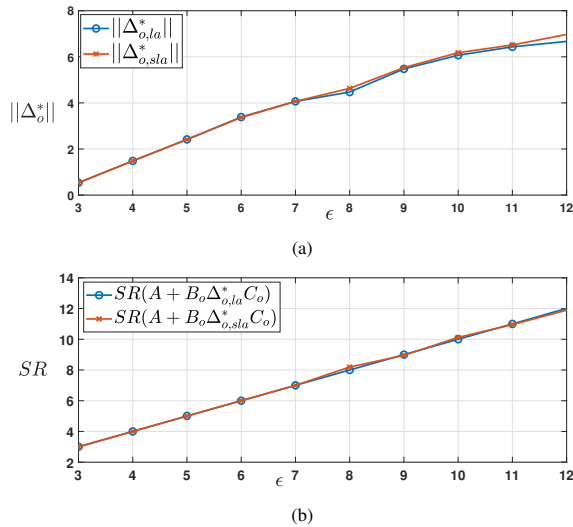 8
6
4
2
0
||Δ*o,la||
||Δ*o,sla||
||Δ*o||
3 4 5 6 7 8 9 10 11 12
ϵ
(a)
14
12
10
8
6
4
2
SR(A + BoΔ*o,laCo)
SR(A + BoΔ*o,slaCo)
SR
3 4 5 6 7 8 9 10 11 12
ϵ
(b)